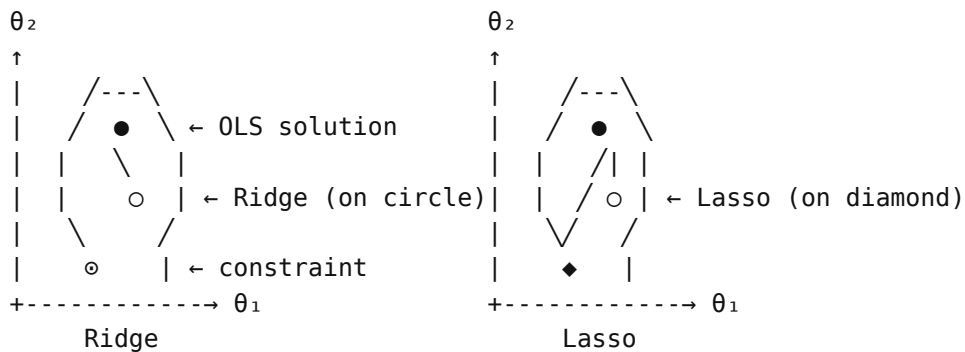 θ₂ θ₂
↑ ↑
| /---\ | /---\
| / ● \ ← OLS solution | / ● \
| | \ | | | /| |
| | ○ | ← Ridge (on circle)| | / ○ | ← Lasso (on diamond)
| \ / | \/ /
| ⊙ | ← constraint | ◆ |
+------------→ θ₁ +------------→ θ₁
Ridge Lasso